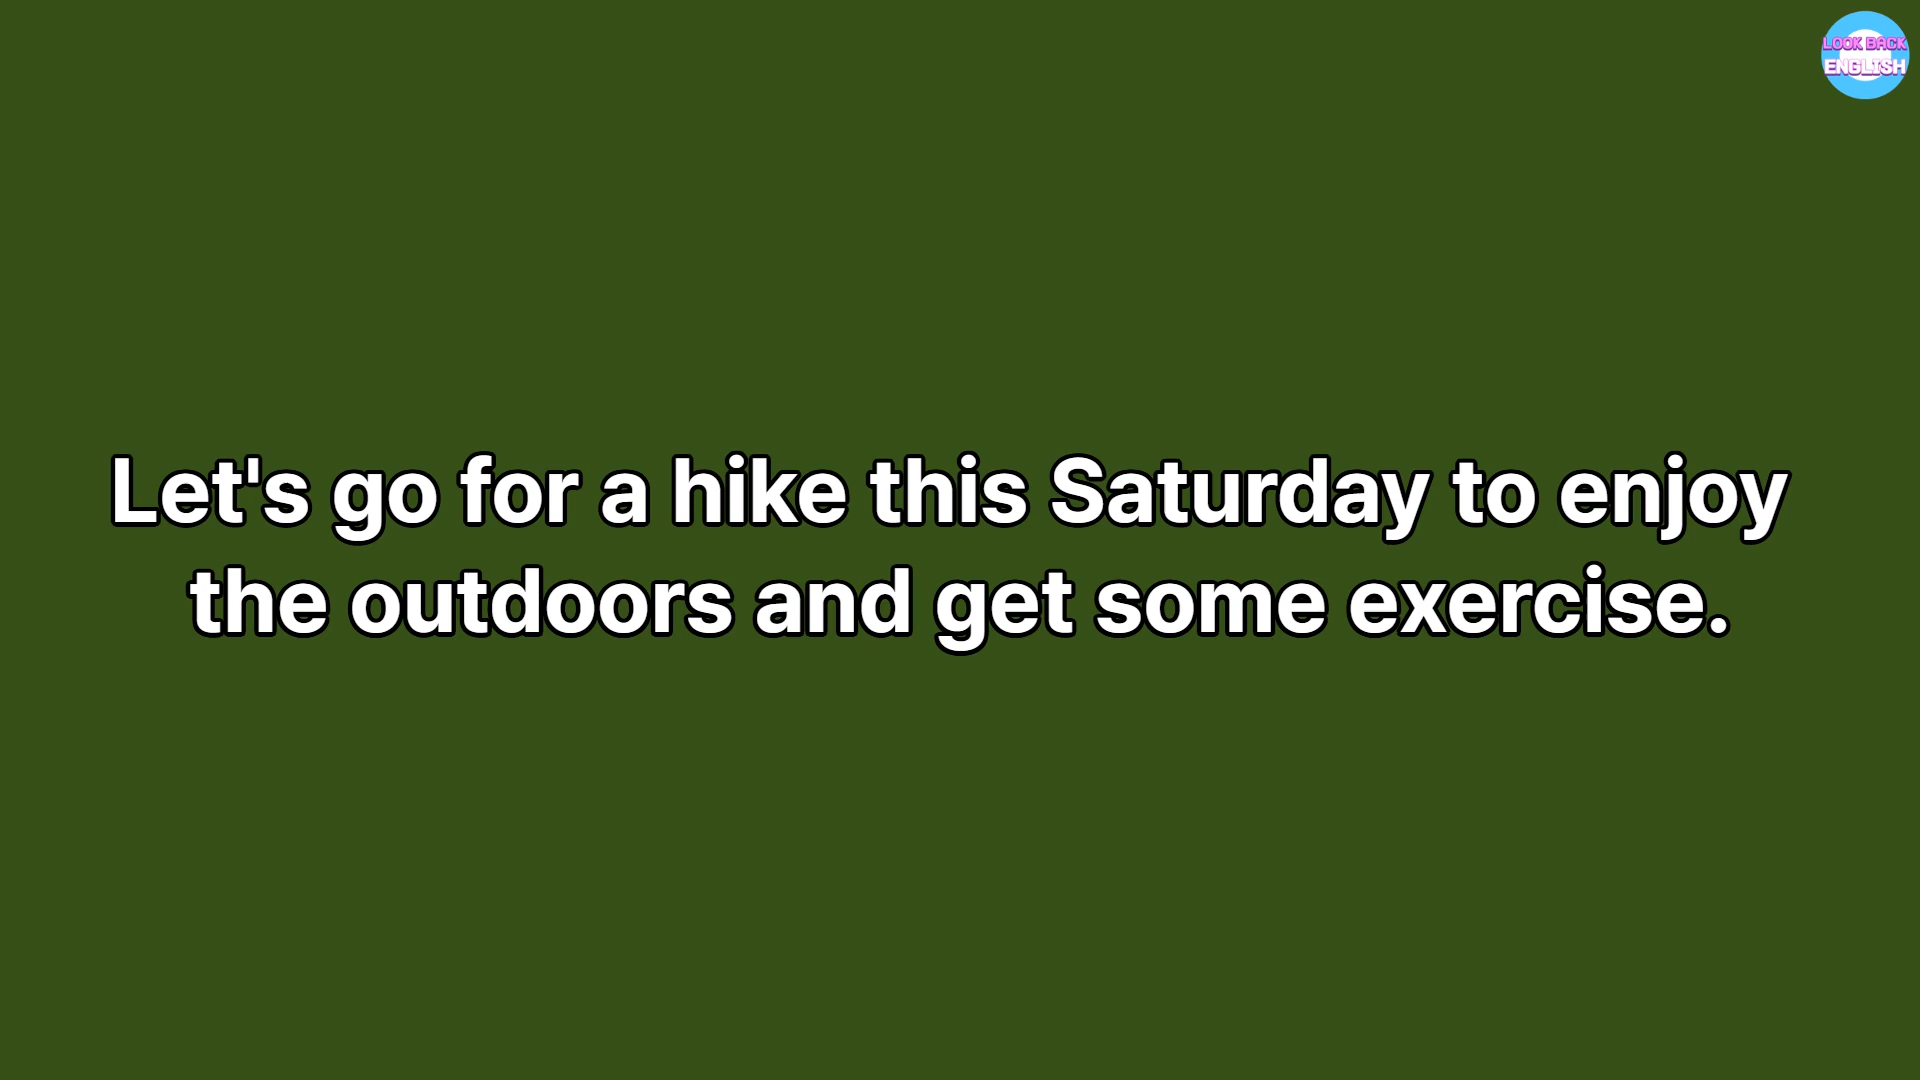 LOOK BACK
ENGLISH
Let's go for a hike this Saturday to enjoy
the outdoors and get some exercise.